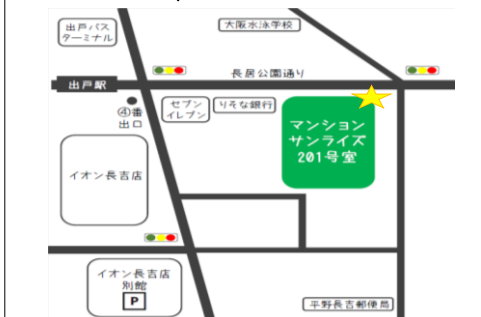 出戸バス
ターミナル
大阪水泳学校
長居公園通り
出戸駅
④番
出口
セブン
イレブン
りそな銀行
マンション
サンライズ
201号室
イオン長吉店
イオン長吉店
別館
P
平野長吉郵便局